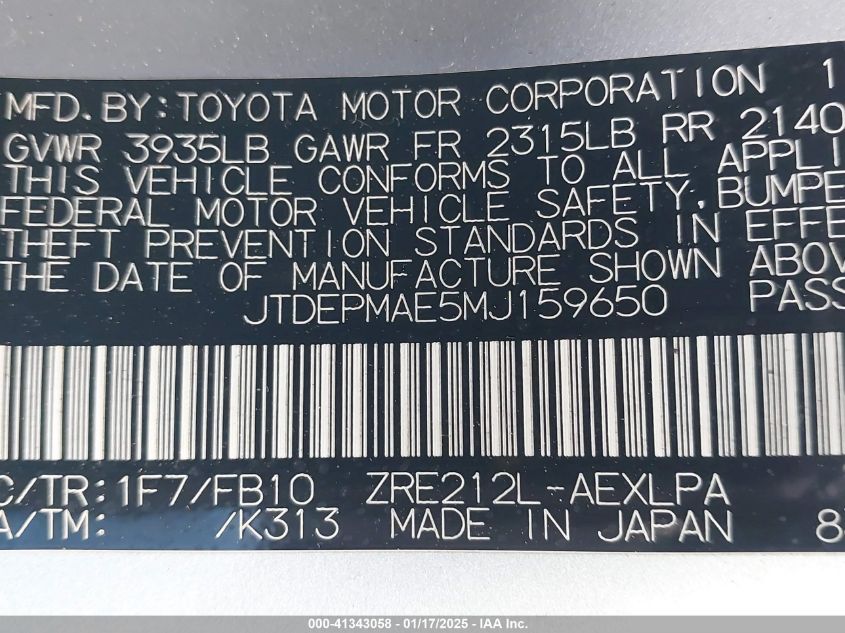 MFD. BY: TOYOTA MOTOR CORPORATION 1
GVWR 3935LB GAWR FR 2315LB RR 2140
THIS VEHICLE CONFORMS TO ALL APPLI
FEDERAL MOTOR VEHICLE SAFETY, BUMPE
THEFT PREVENTION STANDARDS IN EFFE
THE DATE OF MANUFACTURE SHOWN ABOV
JTDEPMAE5MJ159650 PASS
C/TR: 1F7/FB10 ZRE212L-AEXLPA
A/TM: /K313 MADE IN JAPAN 8
000-41343058 - 01/17/2025 - IAA Inc.